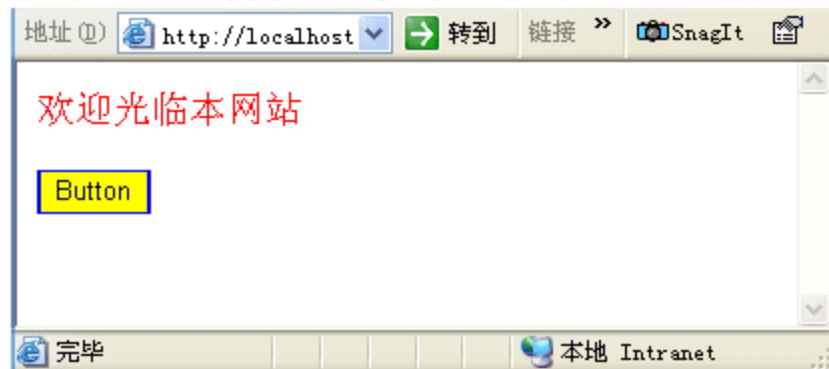 地址(D) http://localhost 转到 链接 » SnagIt
欢迎光临本网站
Button
完毕 本地 Intranet